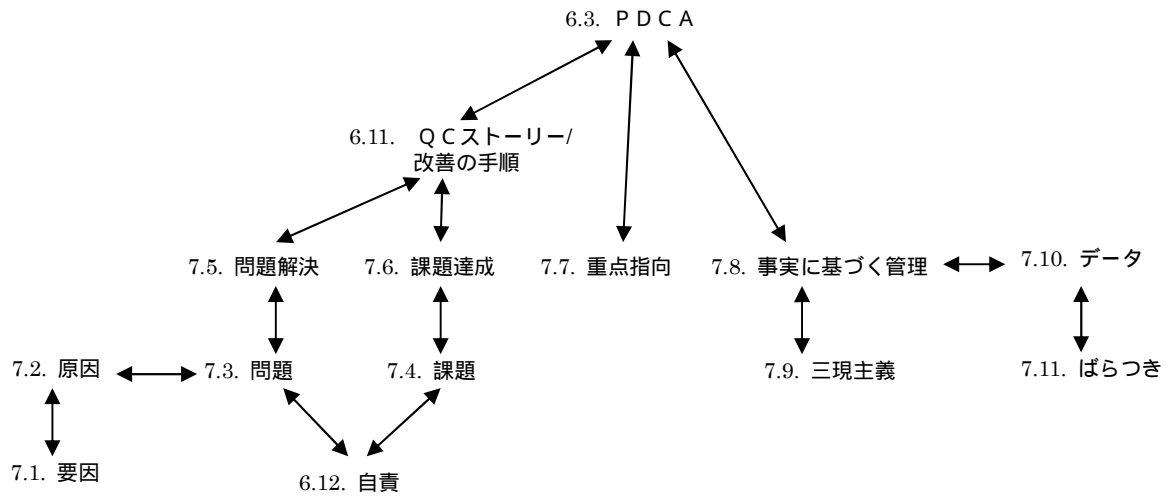 6.3. ＰＤＣＡ
6.11. ＱＣストーリー/
改善の手順
7.5. 問題解決
7.6. 課題達成
7.7. 重点指向
7.8. 事実に基づく管理
7.10. データ
7.2. 原因
7.3. 問題
7.4. 課題
7.9. 三現主義
7.11. ばらつき
7.1. 要因
6.12. 自責